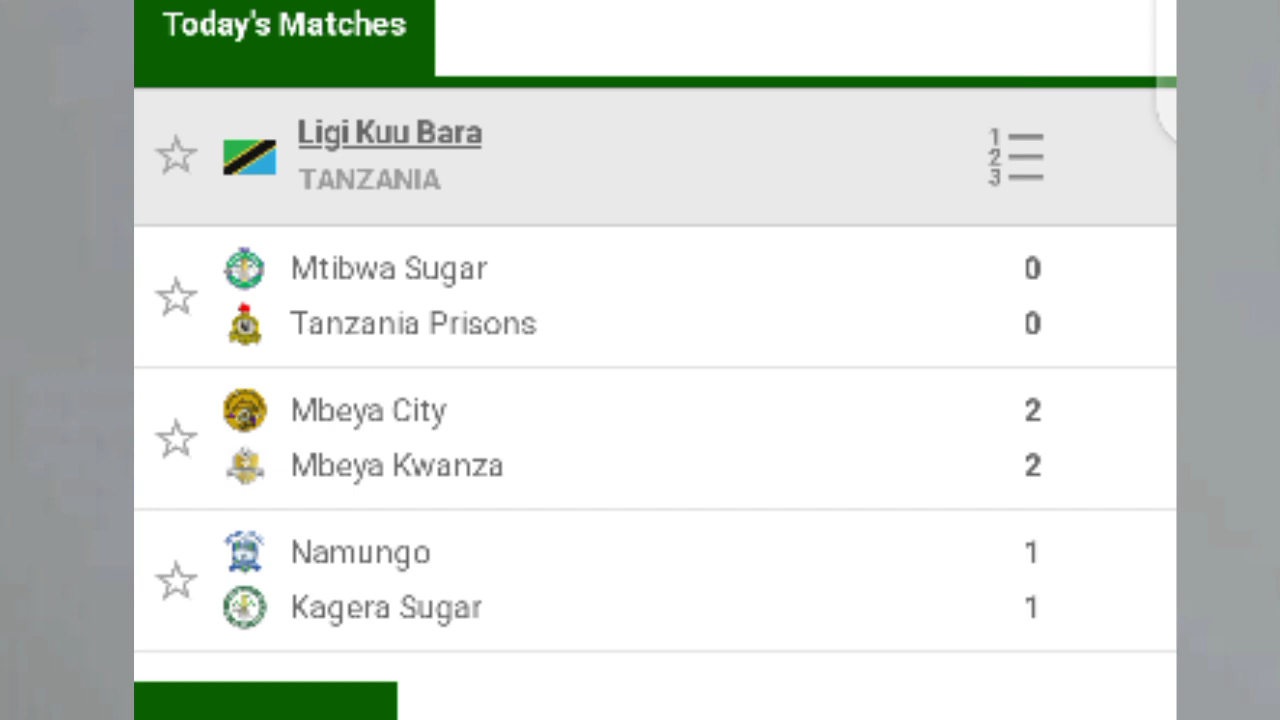 Today's Matches
Ligi Kuu Bara
TANZANIA
1
2
3
Mtibwa Sugar 0
Tanzania Prisons 0
Mbeya City 2
Mbeya Kwanza 2
Namungo 1
Kagera Sugar 1